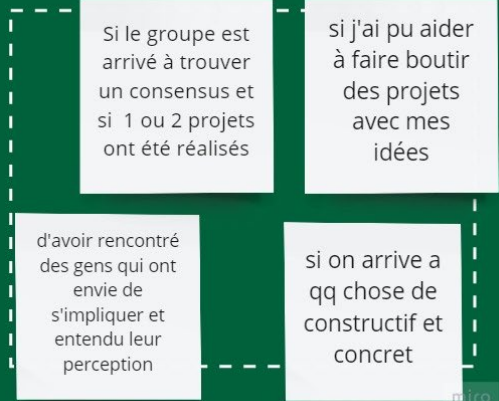 Si le groupe est
arrivé à trouver
un consensus et
si 1 ou 2 projets
ont été réalisés
si j'ai pu aider
à faire boutir
des projets
avec mes
idées
d'avoir rencontré
des gens qui ont
envie de
s'impliquer et
entendu leur
perception
si on arrive a
qq chose de
constructif et
concret
miro